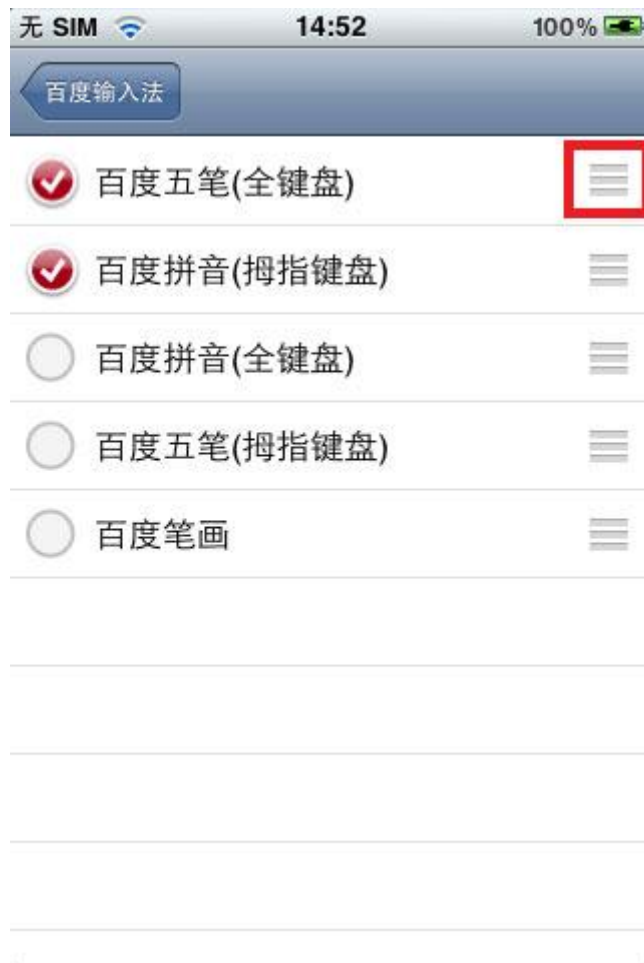 无 SIM 14:52 100%
百度输入法
百度五笔(全键盘)
百度拼音(拇指键盘)
百度拼音(全键盘)
百度五笔(拇指键盘)
百度笔画